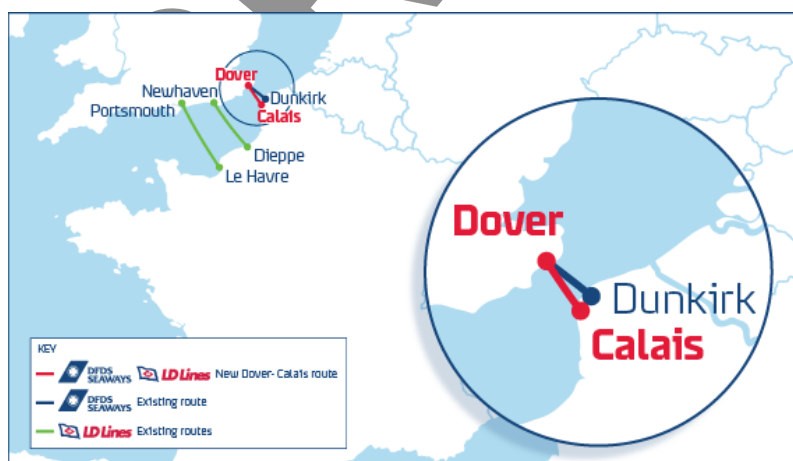 Dover
Newhaven
Dunkirk
Portsmouth
Calais
Dieppe
Le Havre
Dover
Dunkirk
Calais
KEY
DFDS SEAWAYS LD Lines New Dover- Calais route
DFDS SEAWAYS Existing route
LD Lines Existing routes